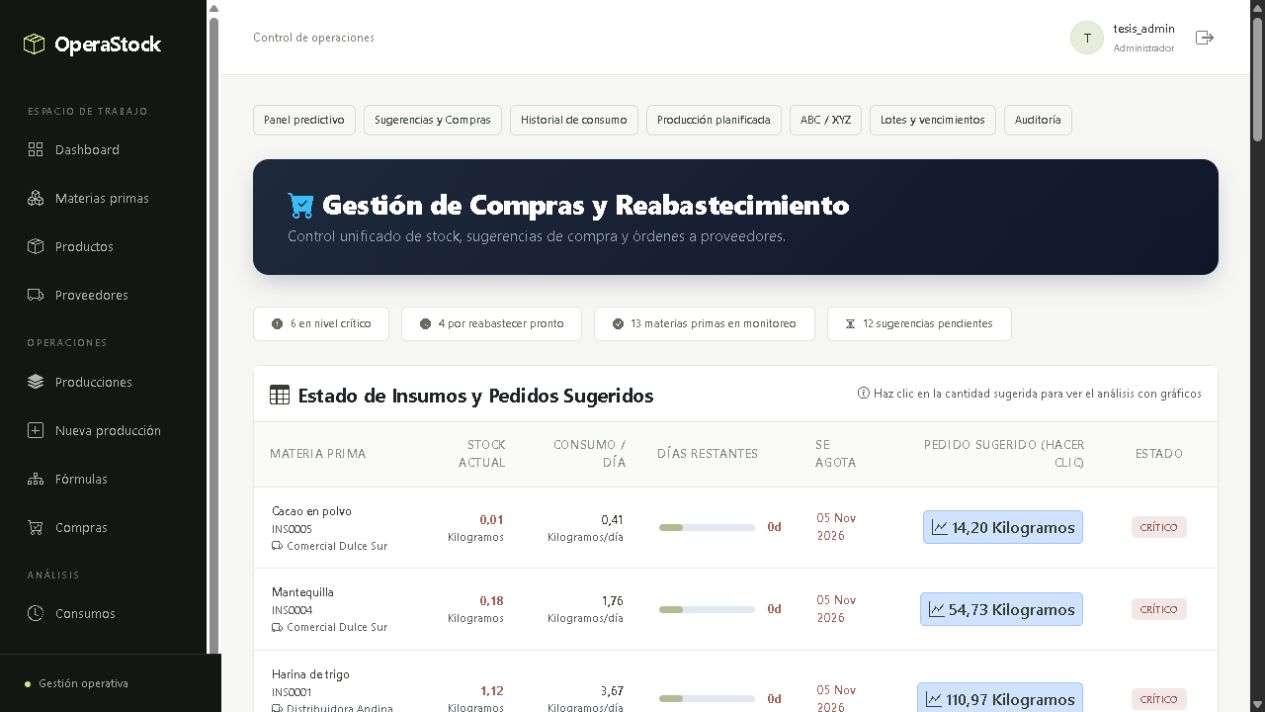 OperaStock
Control de operaciones
T
tesis_admin
Administrador
ESPACIO DE TRABAJO
Dashboard
Materias primas
Productos
Proveedores
OPERACIONES
Producciones
Nueva producción
Fórmulas
Compras
ANÁLISIS
Consumos
Gestión operativa
Panel predictivo
Sugerencias y Compras
Historial de consumo
Producción planificada
ABC / XYZ
Lotes y vencimientos
Auditoría
Gestión de Compras y Reabastecimiento
Control unificado de stock, sugerencias de compra y órdenes a proveedores.
6 en nivel crítico
4 por reabastecer pronto
13 materias primas en monitoreo
12 sugerencias pendientes
Estado de Insumos y Pedidos Sugeridos
Haz clic en la cantidad sugerida para ver el análisis con gráficos
MATERIA PRIMA
STOCK
ACTUAL
CONSUMO /
DÍA
DÍAS RESTANTES
SE
AGOTA
PEDIDO SUGERIDO (HACER
CLIC)
ESTADO
Cacao en polvo
INS0005
Comercial Dulce Sur
0,01
Kilogramos
0,41
Kilogramos/día
0d
05 Nov
2026
14,20 Kilogramos
CRÍTICO
Mantequilla
INS0004
Comercial Dulce Sur
0,18
Kilogramos
1,76
Kilogramos/día
0d
05 Nov
2026
54,73 Kilogramos
CRÍTICO
Harina de trigo
INS0001
Distribuidora Andina
1,12
Kilogramos
3,67
Kilogramos/día
0d
05 Nov
2026
110,97 Kilogramos
CRÍTICO